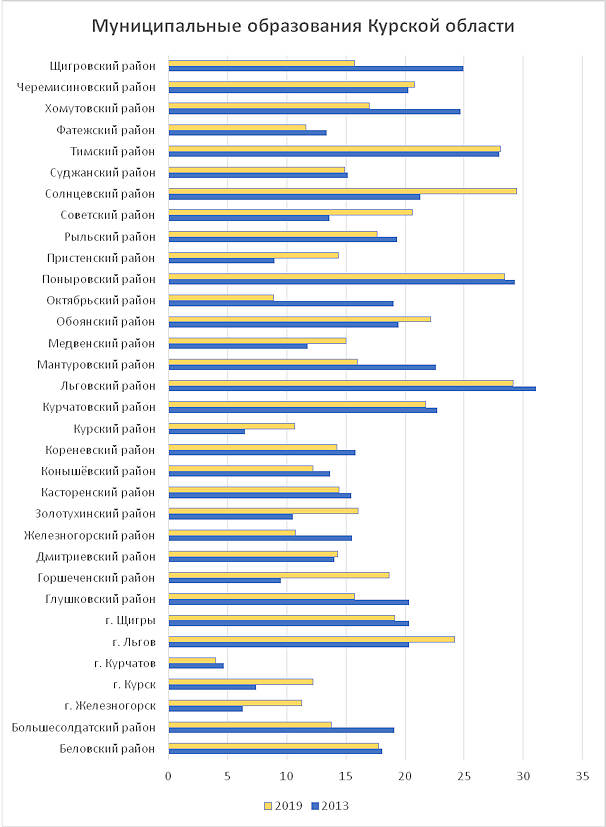 Муниципальные образования Курской области
Щигровский район
Черемисиновский район
Хомутовский район
Фатежский район
Тимский район
Суджанский район
Солнцевский район
Советский район
Рыльский район
Пристенский район
Поныровский район
Октябрьский район
Обоянский район
Медвенский район
Мантуровский район
Льговский район
Курчатовский район
Курский район
Кореневский район
Конышёвский район
Касторенский район
Золотухинский район
Железногорский район
Дмитриевский район
Горшеченский район
Глушковский район
г. Щигры
г. Льгов
г. Курчатов
г. Курск
г. Железногорск
Большесолдатский район
Беловский район
0 5 10 15 20 25 30 35
2019 2013